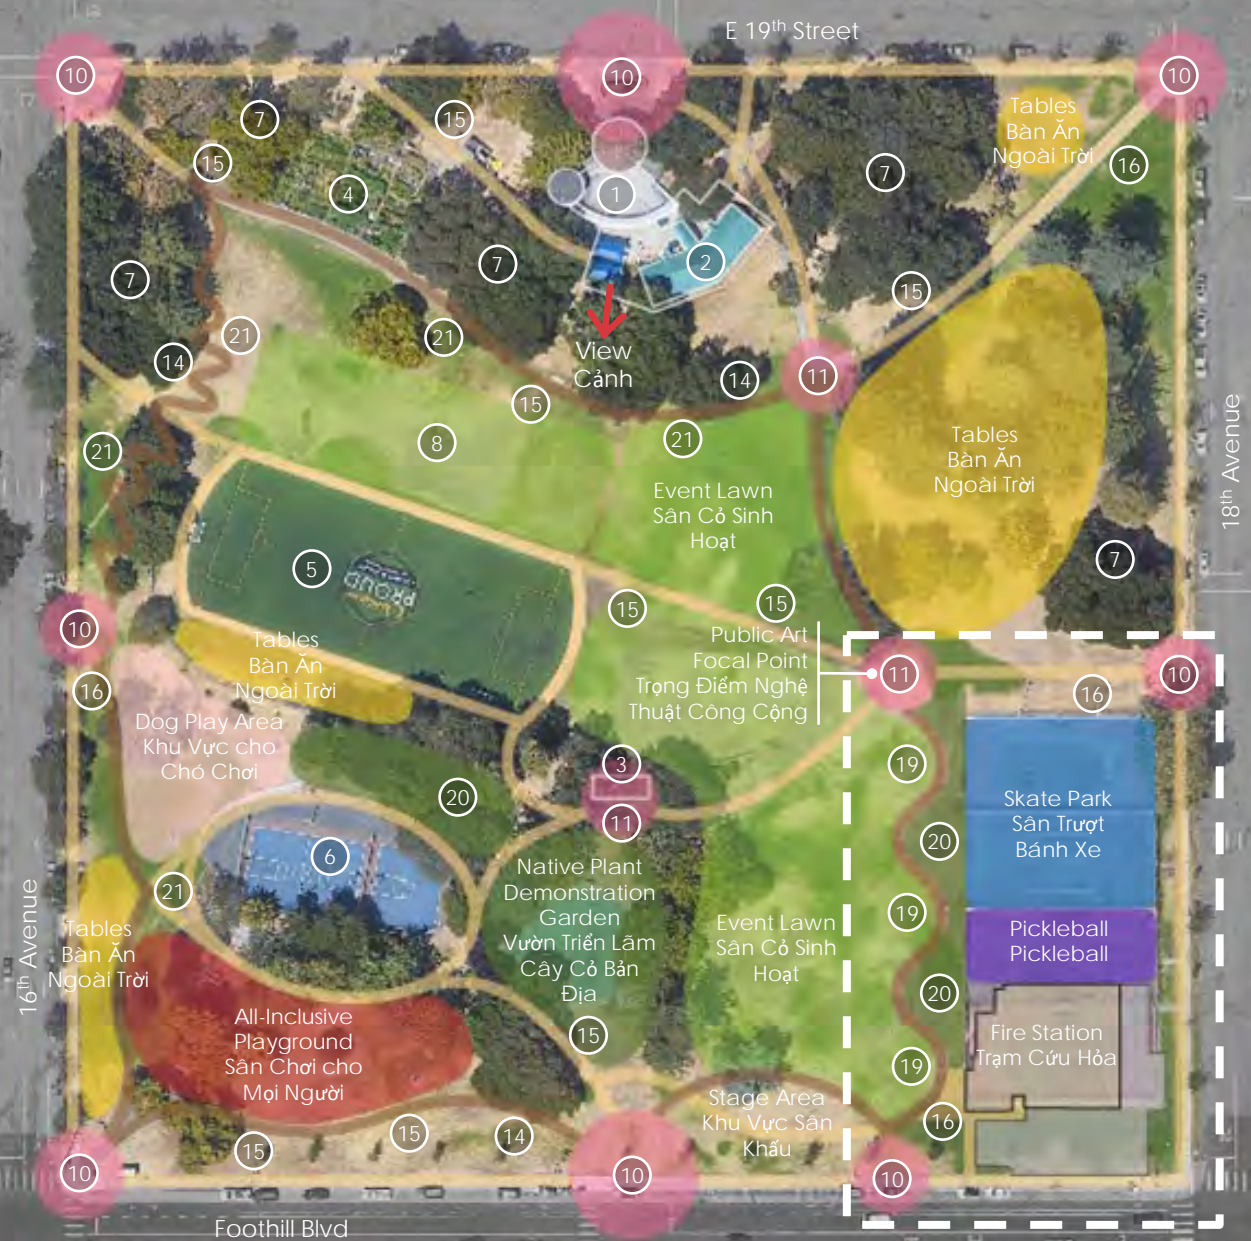 E 19th Street
10
10
10
7
15
Tables
Bàn Ăn
Ngoài Trời
15
16
7
4
1
7
7
2
15
21
21
14
View
Cảnh
14
11
15
21
8
21
Tables
Bàn Ăn
Ngoài Trời
18th Avenue
Event Lawn
Sân Cỏ Sinh
Hoạt
7
5
PROUD
15
15
10
Tables
Bàn Ăn
Ngoài Trời
Public Art
Focal Point
Trọng Điểm Nghệ
Thuật Công Cộng
11
10
16
16
Dog Play Area
Khu Vực cho
Chó Chơi
3
19
20
11
Skate Park
Sân Trượt
Bánh Xe
20
6
21
Native Plant
Demonstration
Garden
Vườn Triển Lãm
Cây Cỏ Bản
Địa
19
Event Lawn
Sân Cỏ Sinh
Hoạt
Pickleball
Pickleball
16th Avenue
Tables
Bàn Ăn
Ngoài Trời
20
All-Inclusive
Playground
Sân Chơi cho
Mọi Người
15
Fire Station
Trạm Cứu Hỏa
19
Stage Area
Khu Vực Sân
Khấu
16
15
15
14
10
10
10
Foothill Blvd